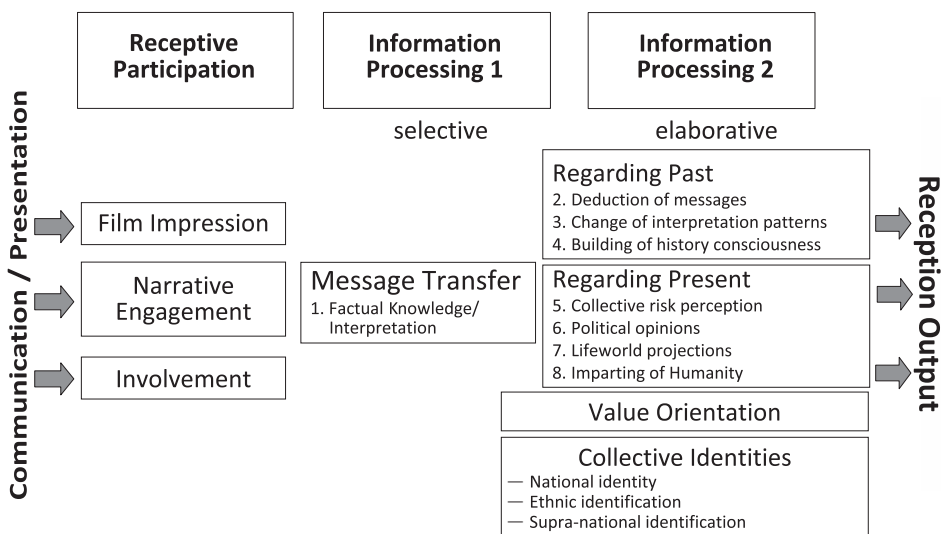 Receptive
Participation
Information
Processing 1
Information
Processing 2
selective
elaborative
Communication / Presentation
Film Impression
Narrative
Engagement
Involvement
Message Transfer
1. Factual Knowledge/
Interpretation
Regarding Past
2. Deduction of messages
3. Change of interpretation patterns
4. Building of history consciousness
Regarding Present
5. Collective risk perception
6. Political opinions
7. Lifeworld projections
8. Imparting of Humanity
Value Orientation
Collective Identities
— National identity
— Ethnic identification
— Supra-national identification
Reception Output